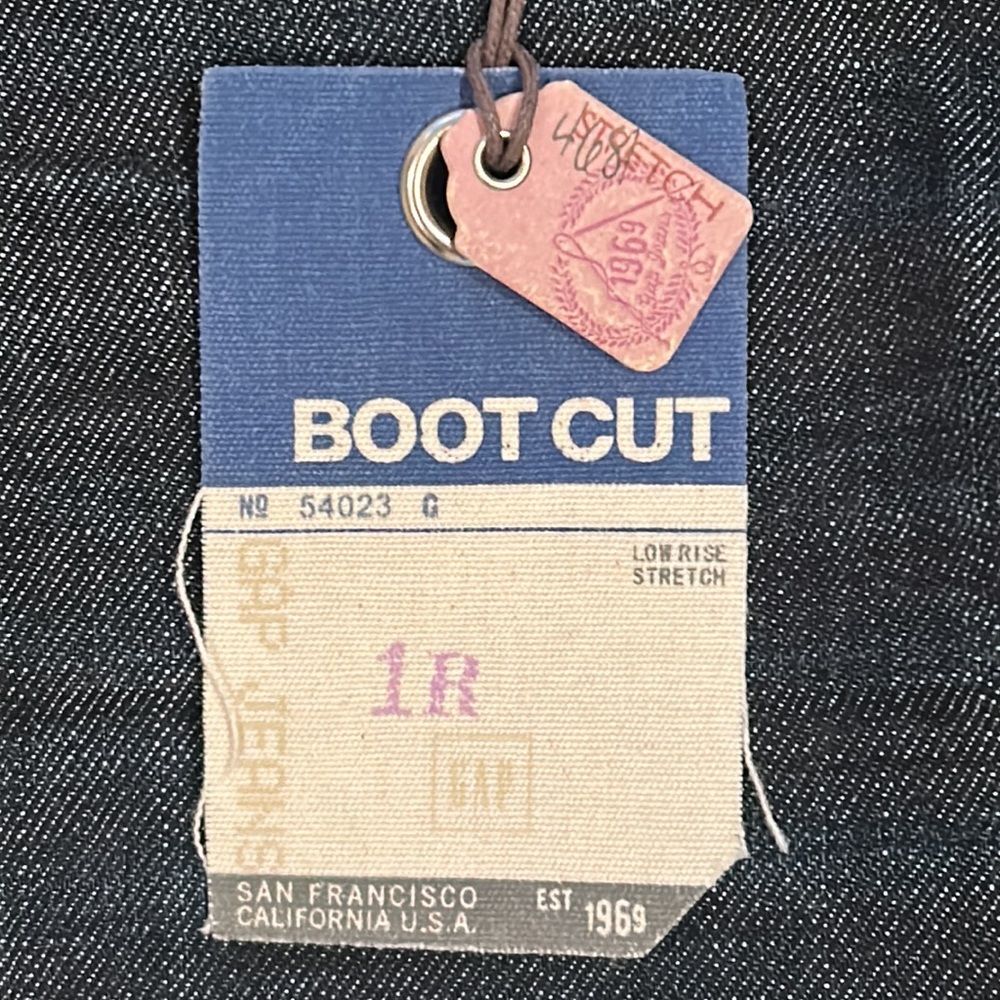 STRETCH
1969
BOOT CUT
Nº 54023 G
LOW RISE
STRETCH
GAP JEANS
1R
GAP
SAN FRANCISCO
CALIFORNIA U.S.A.
EST 1969